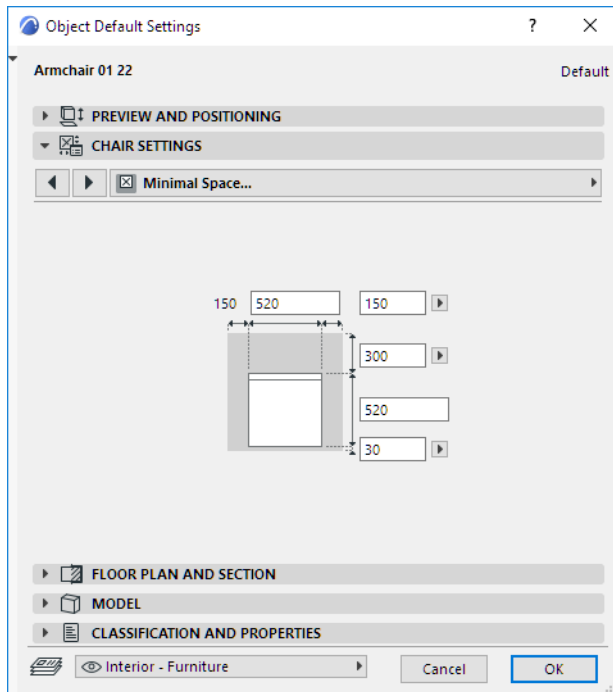 Object Default Settings
?
Armchair 01 22
Default
PREVIEW AND POSITIONING
CHAIR SETTINGS
Minimal Space...
150 520 150
300
520
30
FLOOR PLAN AND SECTION
MODEL
CLASSIFICATION AND PROPERTIES
Interior - Furniture
Cancel
OK